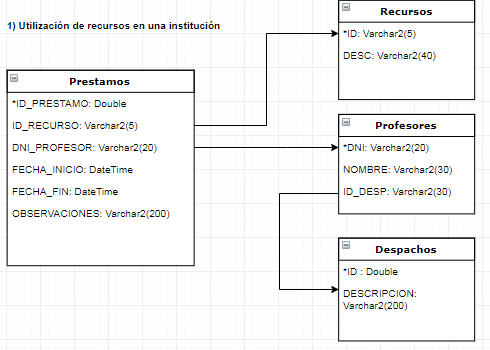 1) Utilización de recursos en una institución
Prestamos
*ID_PRESTAMO: Double
ID_RECURSO: Varchar2(5)
DNI_PROFESOR: Varchar2(20)
FECHA_INICIO: DateTime
FECHA_FIN: DateTime
OBSERVACIONES: Varchar2(200)
Recursos
*ID: Varchar2(5)
DESC: Varchar2(40)
Profesores
*DNI: Varchar2(20)
NOMBRE: Varchar2(30)
ID_DESP: Varchar2(30)
Despachos
*ID : Double
DESCRIPCION:
Varchar2(200)